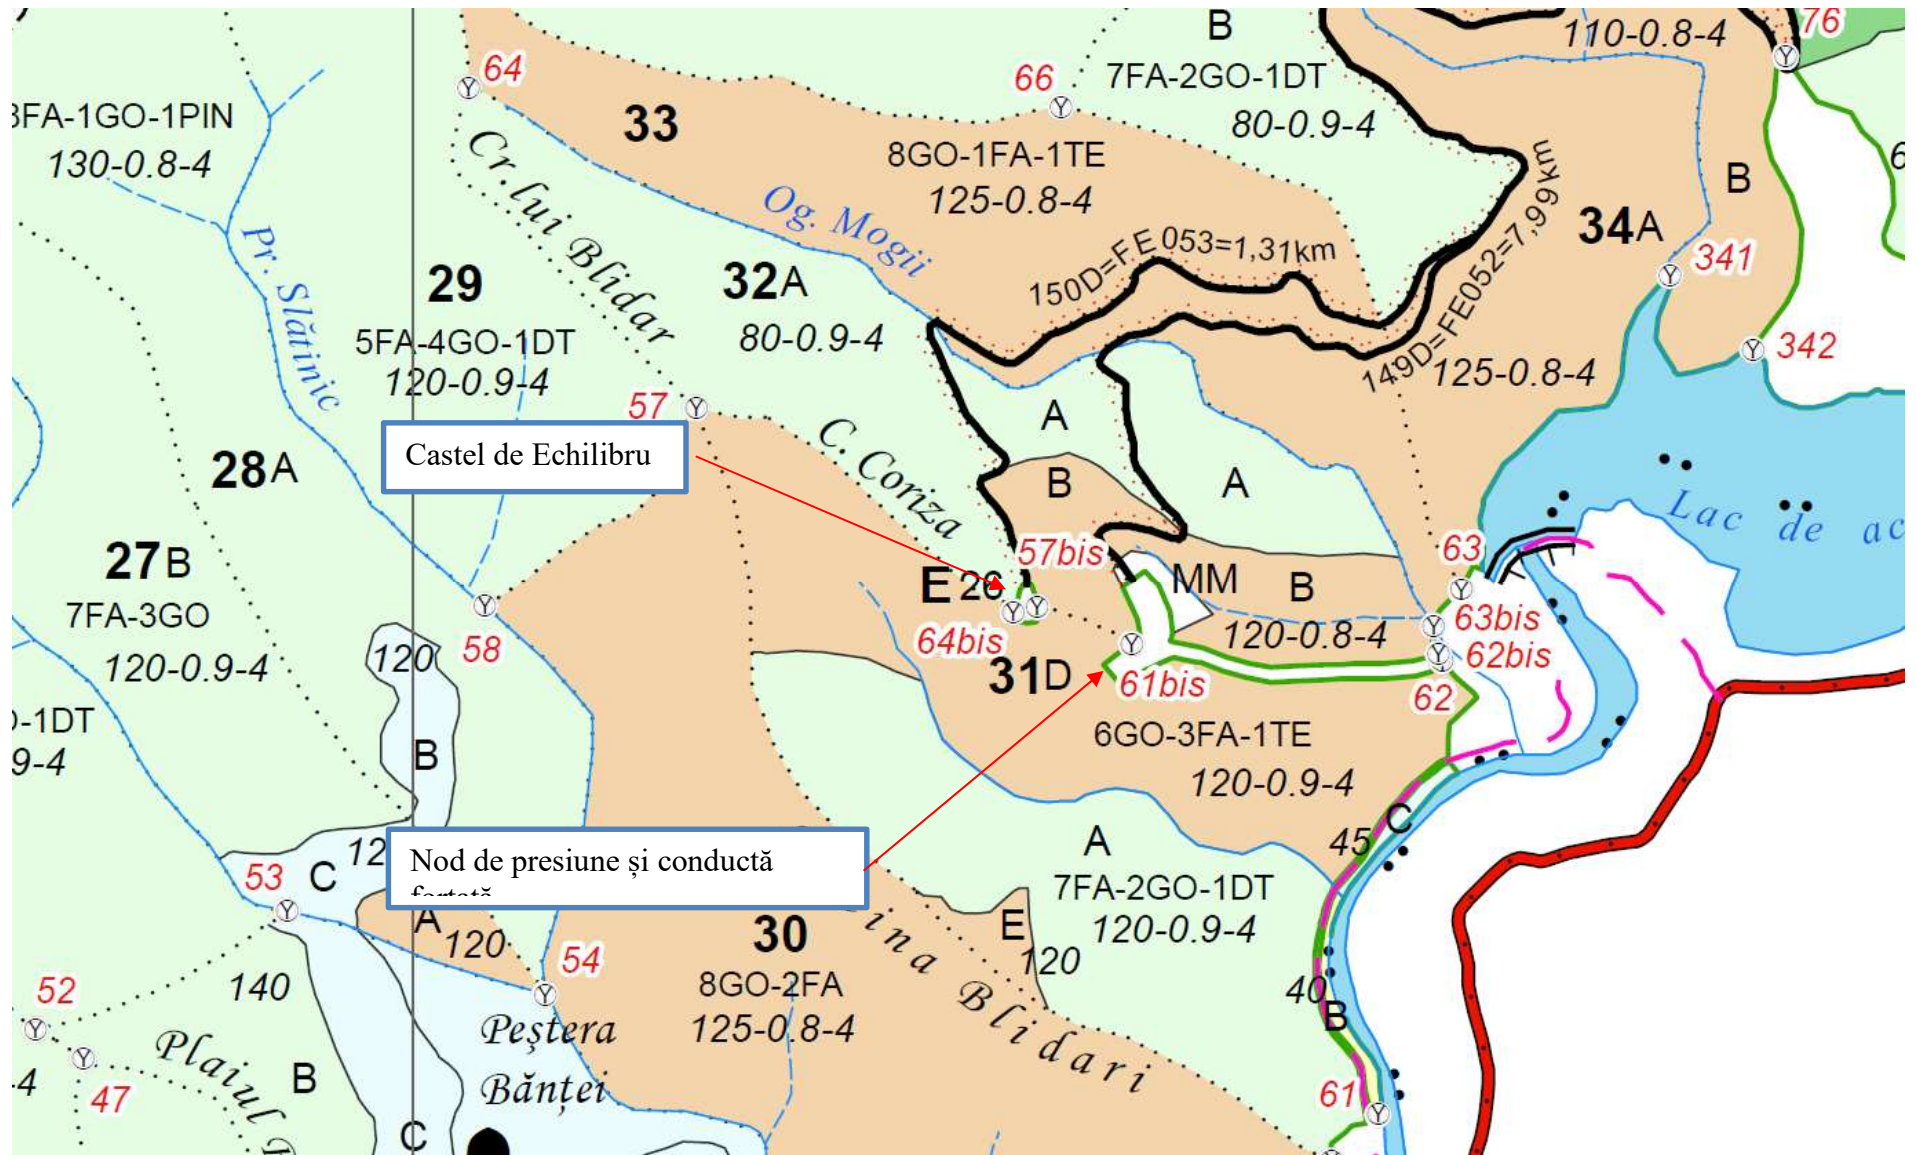 B
76
110-0.8-4
64
66
7FA-2GO-1DT
80-0.9-4
33
8GO-1FA-1TE
125-0.8-4
130-0.8-4
Cr. lui Blidar
Og. Mogii
150D=FE 053=1,31km
149D=FE052=7,99km
B
34A
341
342
125-0.8-4
Pr. Slătinic
29
5FA-4GO-1DT
120-0.9-4
32A
80-0.9-4
57
C. Coriza
A
B
A
28A
Castel de Echilibru
Lac de ac
27B
7FA-3GO
120-0.9-4
58
E 26
57bis
64bis
MM
B
120-0.8-4
63
63bis
62bis
62
61bis
31D
6GO-3FA-1TE
120-0.9-4
120
B
-1DT
9-4
53
C
12
Nod de presiune și conductă
A
7FA-2GO-1DT
120-0.9-4
45
C
A
120
54
30
8GO-2FA
125-0.8-4
ina Blidari
E
120
40
B
52
47
140
Plaiul
B
Peștera
Bănței
-4
C
61